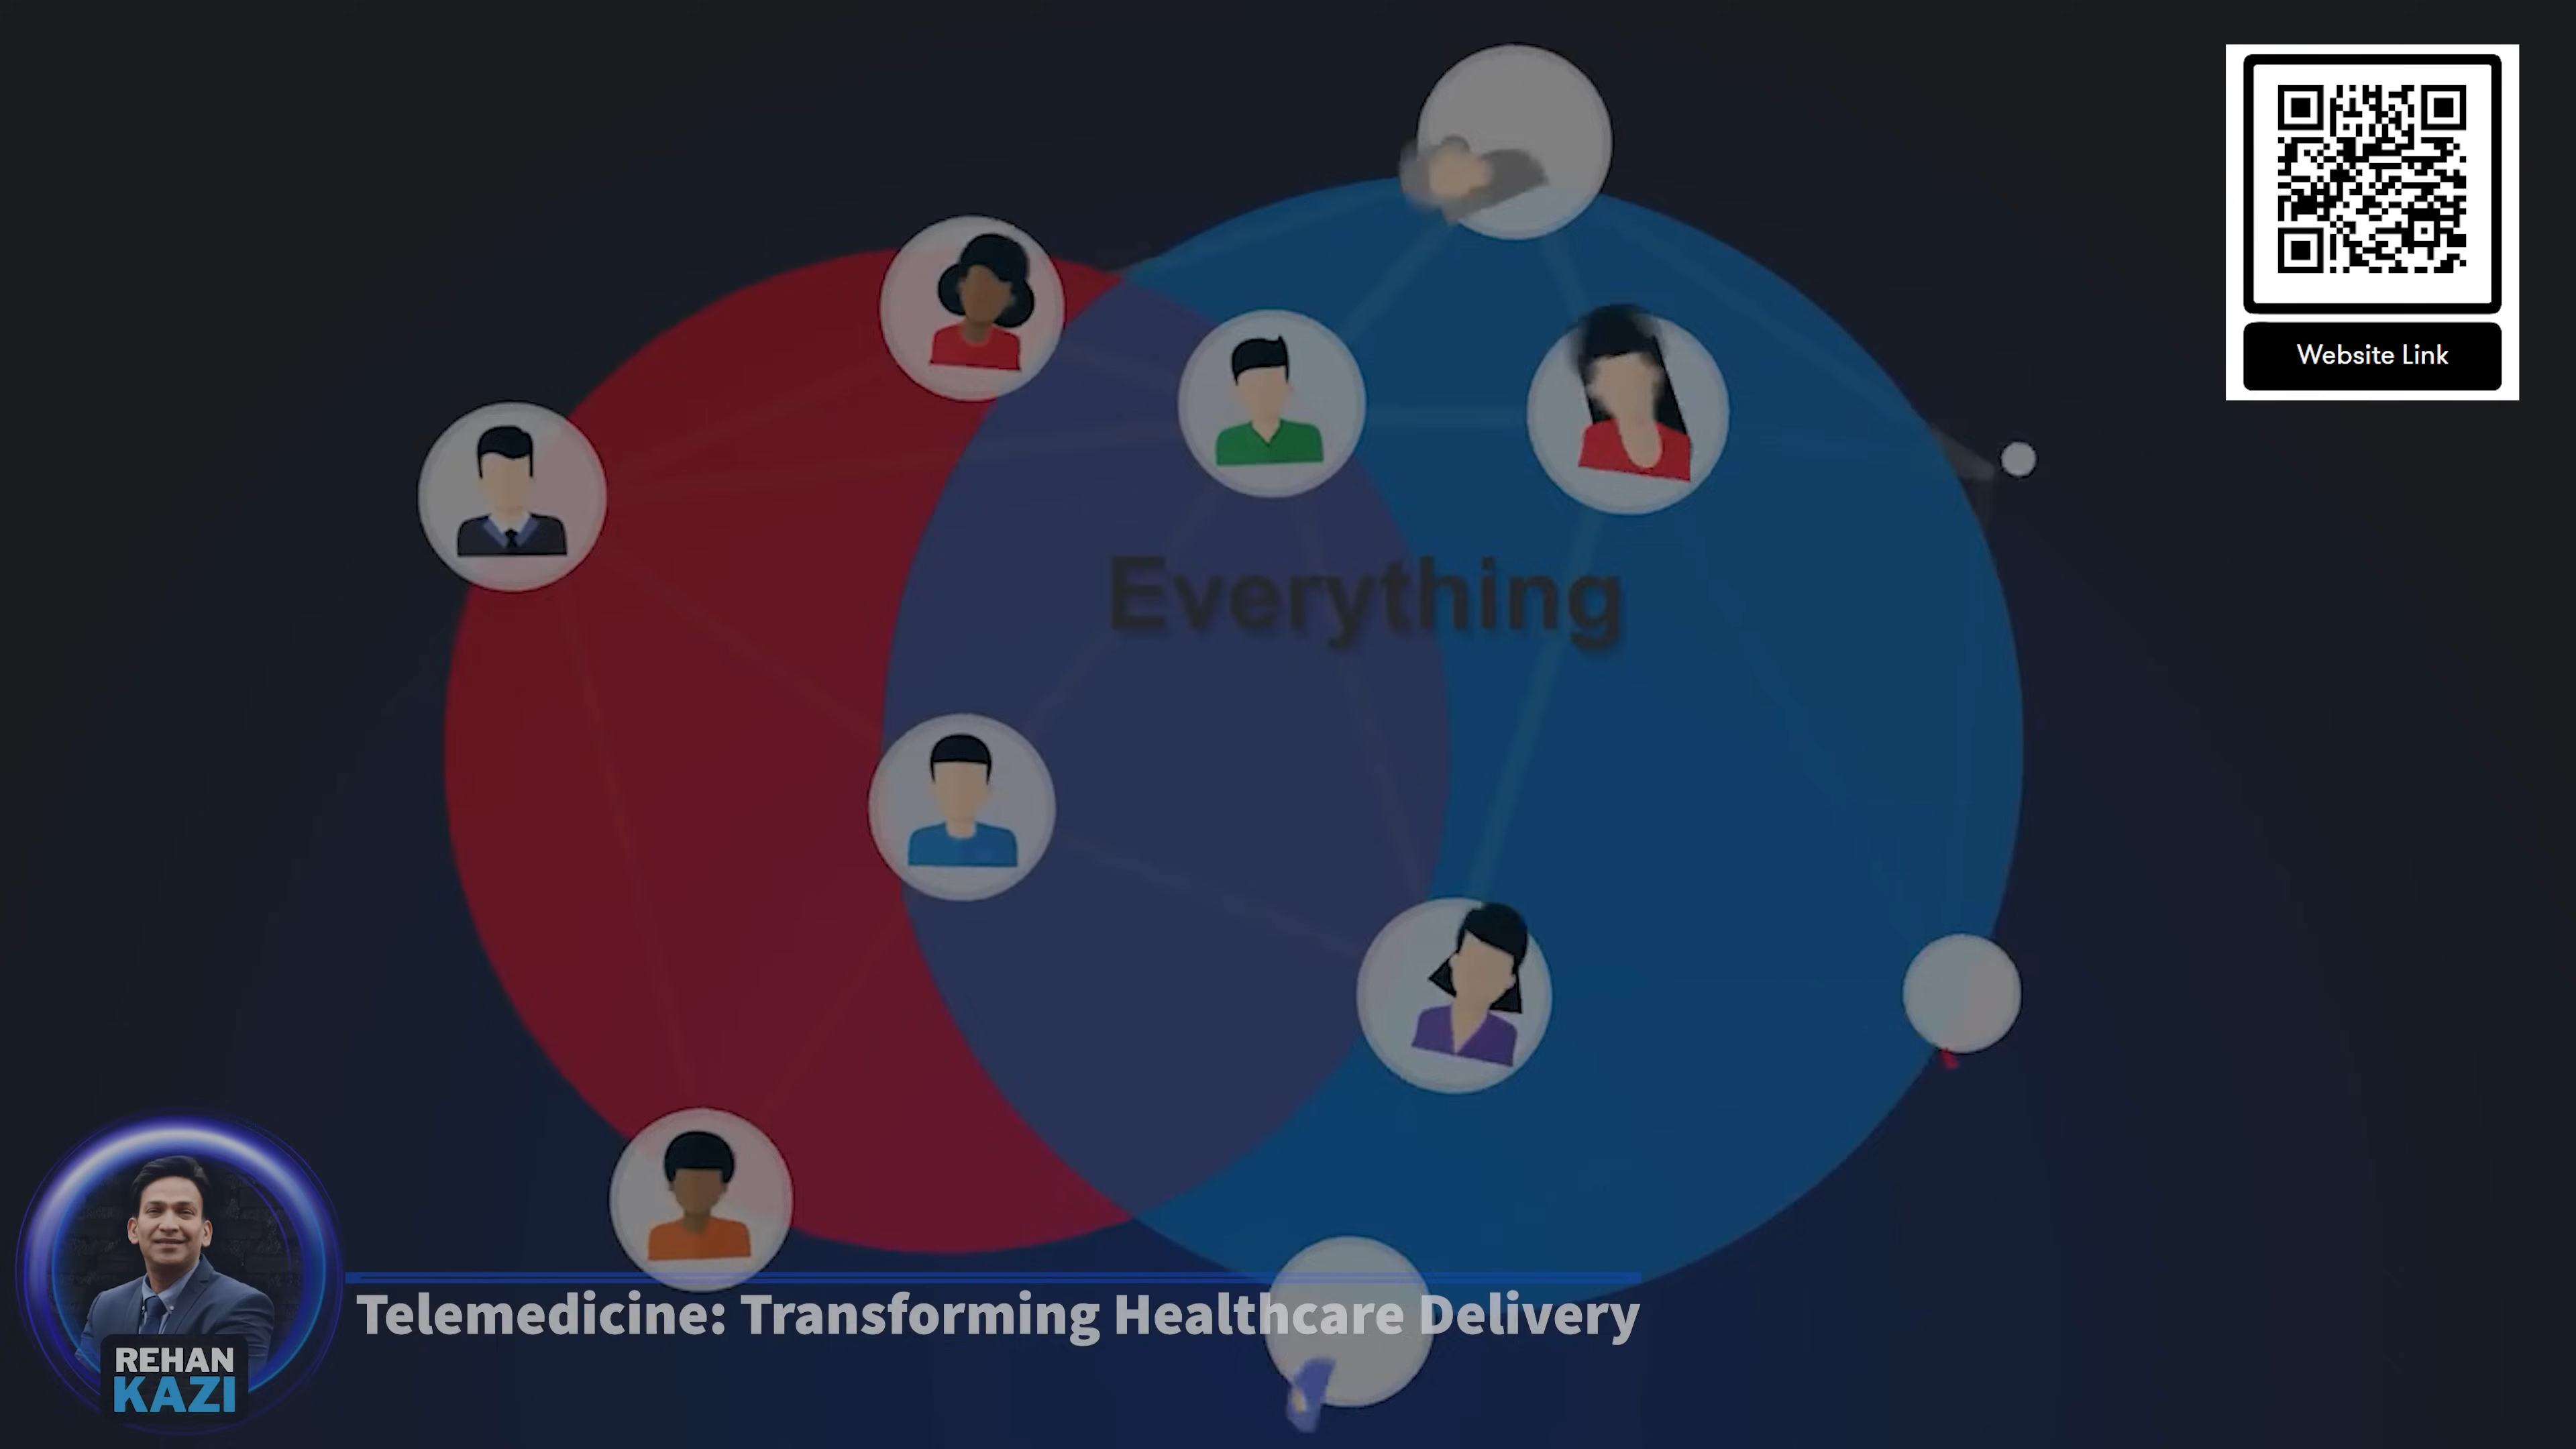 Website Link
Everything
Telemedicine: Transforming Healthcare Delivery
REHAN
KAZI